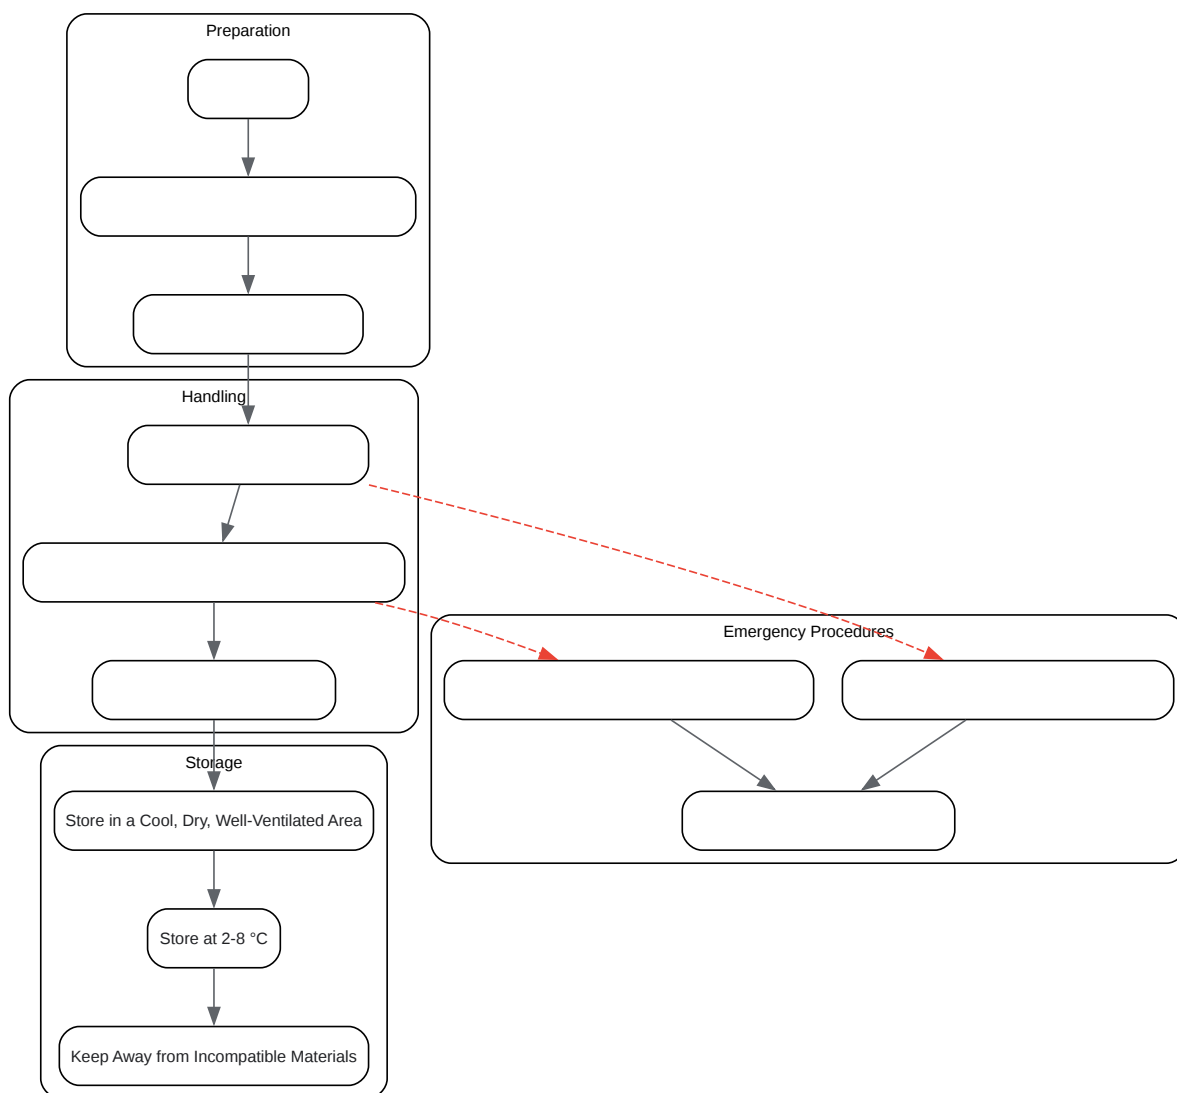 Preparation
Handling
Emergency Procedures
Storage
Store in a Cool, Dry, Well-Ventilated Area
Store at 2-8 °C
Keep Away from Incompatible Materials